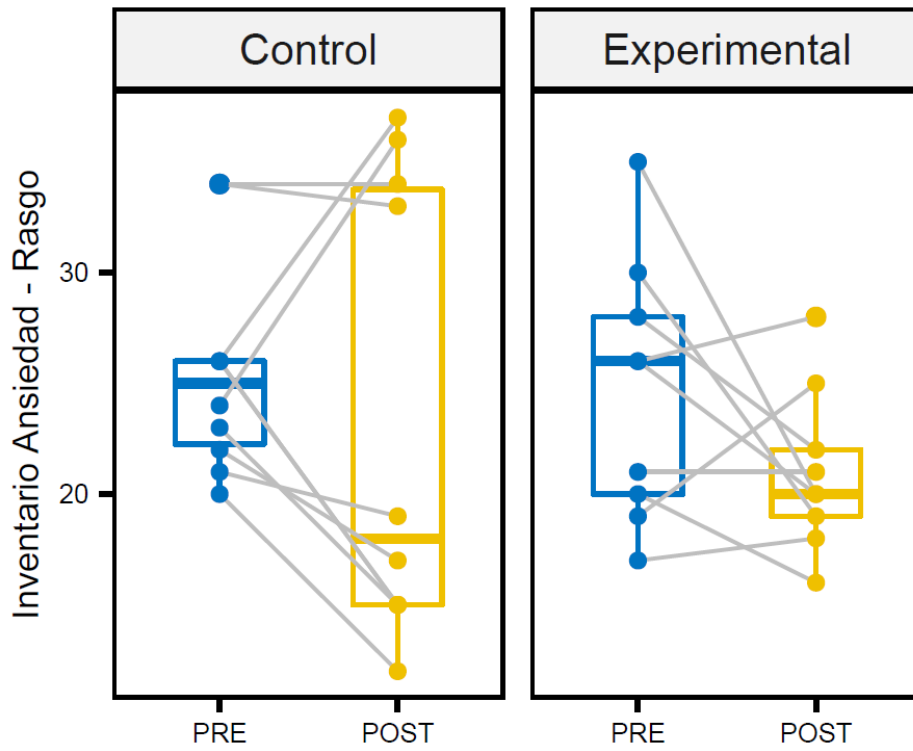 Control
Experimental
Inventario Ansiedad - Rasgo
30
20
PRE
POST
PRE
POST